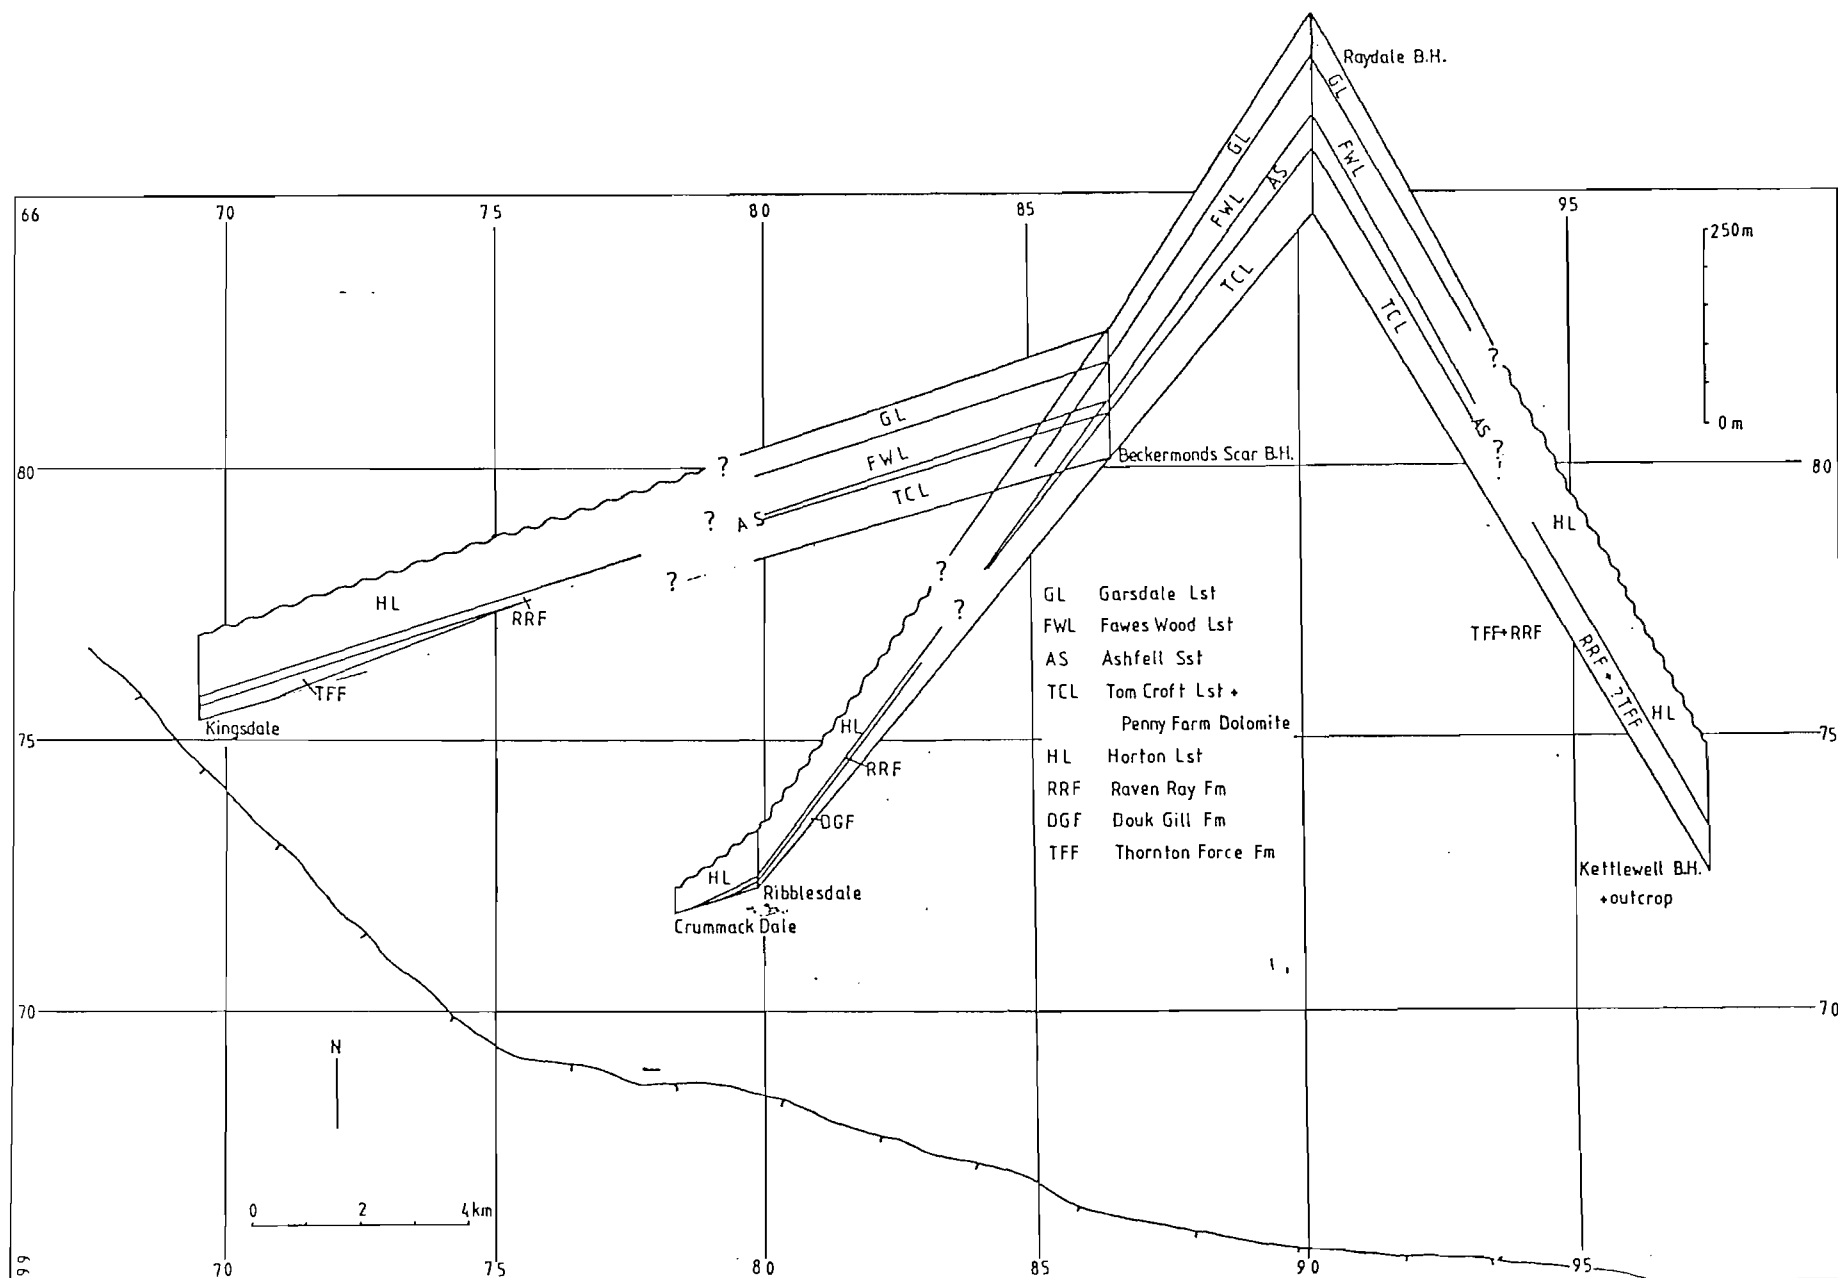 Raydale B.H.
GL
GL
FWL
AS
FWL
TCL
66
70
75
80
85
95
250m
0m
TCL
?
GL
FWL
TCL
?
?
A S
?
80
Beckermonds Scar B.H.
AS
?
80
HL
HL
RRF
TFF
Kingsdale
?
?
GL Garsdale Lst
FWL Fawes Wood Lst
AS Ashfell Sst
TCL Tom Croft Lst +
Penny Farm Dolomite
HL Horton Lst
RRF Raven Ray Fm
DGF Douk Gill Fm
TFF Thornton Force Fm
TFF+RRF
RRF + ?TFF
HL
75
75
HL
RRF
DGF
HL
Ribblesdale
Crummack Dale
Kettlewell B.H.
+outcrop
70
70
N
0 2 4km
66
70
75
80
85
90
95